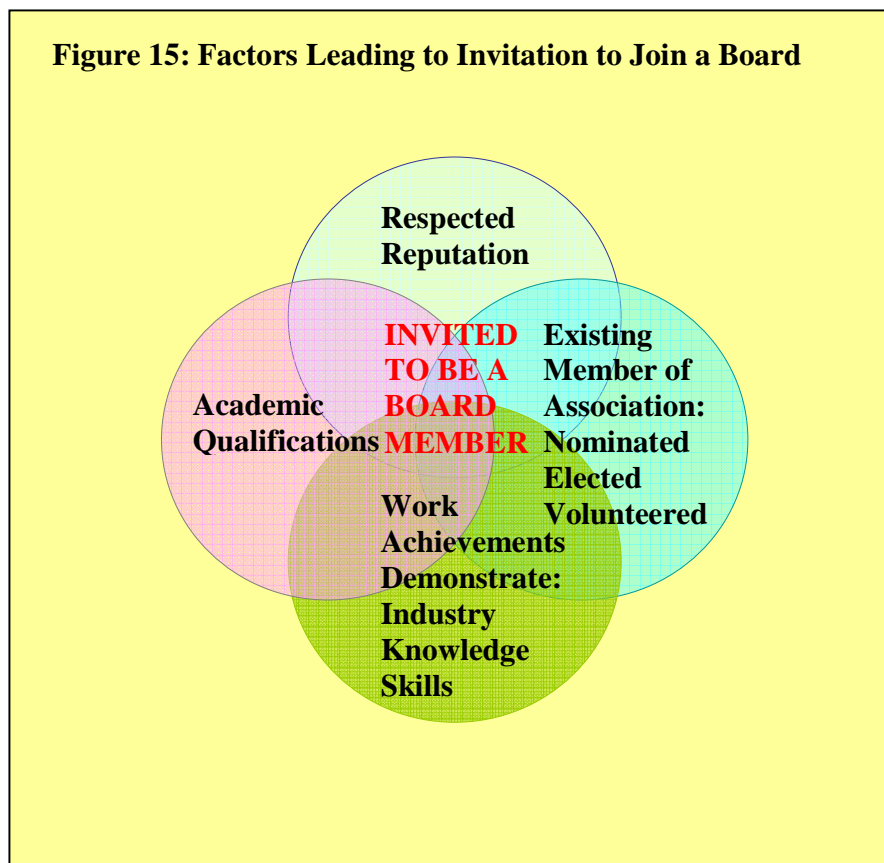 Figure 15: Factors Leading to Invitation to Join a Board
Respected
Reputation
INVITED
TO BE A
BOARD
MEMBER
Existing
Member of
Association:
Nominated
Elected
Volunteered
Academic
Qualifications
Work
Achievements
Demonstrate:
Industry
Knowledge
Skills